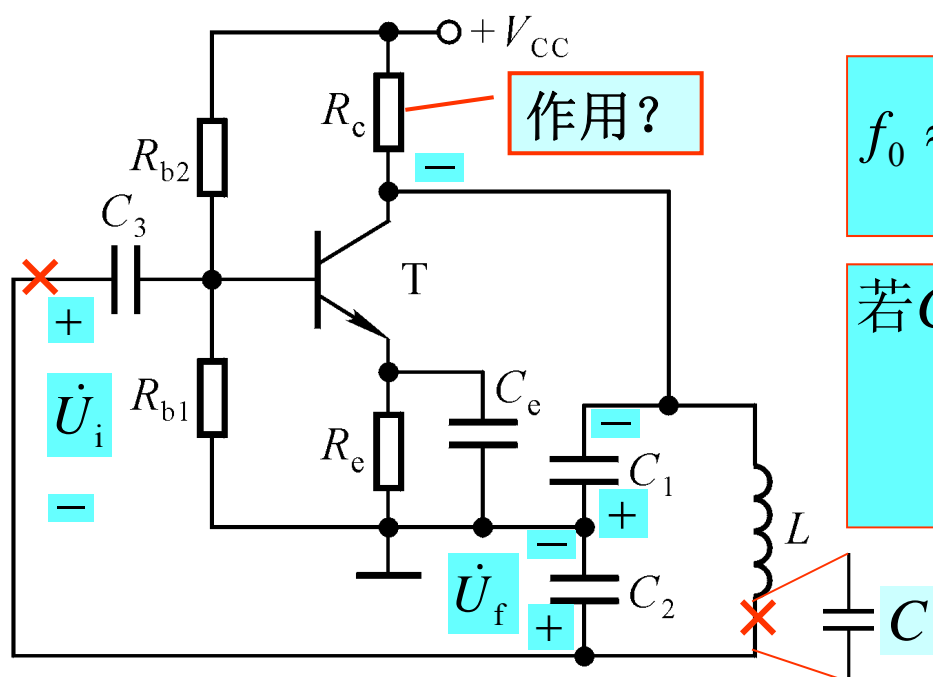 +V_CC
R_c
作用？
R_b2
f_0
C_3
T
若
+
U̇_i
−
R_b1
C_e
R_e
−
C_1
+
L
−
U̇_f
+
C_2
C
−